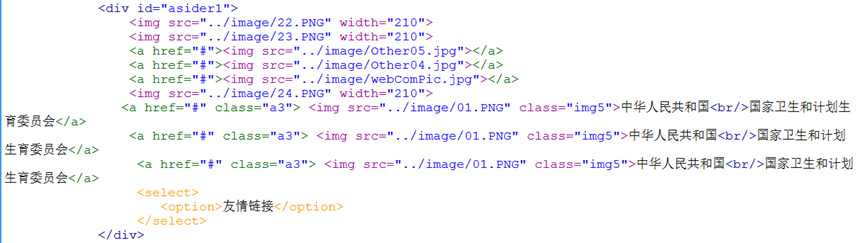 <div id="asider1">
<img src="../image/22.PNG" width="210">
<img src="../image/23.PNG" width="210">
<a href="#"><img src="../image/Other05.jpg"></a>
<a href="#"><img src="../image/Other04.jpg"></a>
<a href="#"><img src="../image/webComPic.jpg"></a>
<img src="../image/24.PNG" width="210">
<a href="#" class="a3"> <img src="../image/01.PNG" class="img5">中华人民共和国<br/>国家卫生和计划生
育委员会</a>
<a href="#" class="a3"> <img src="../image/01.PNG" class="img5">中华人民共和国<br/>国家卫生和计划
生育委员会</a>
<a href="#" class="a3"> <img src="../image/01.PNG" class="img5">中华人民共和国<br/>国家卫生和计划
生育委员会</a>
<select>
<option>友情链接</option>
</select>
</div>